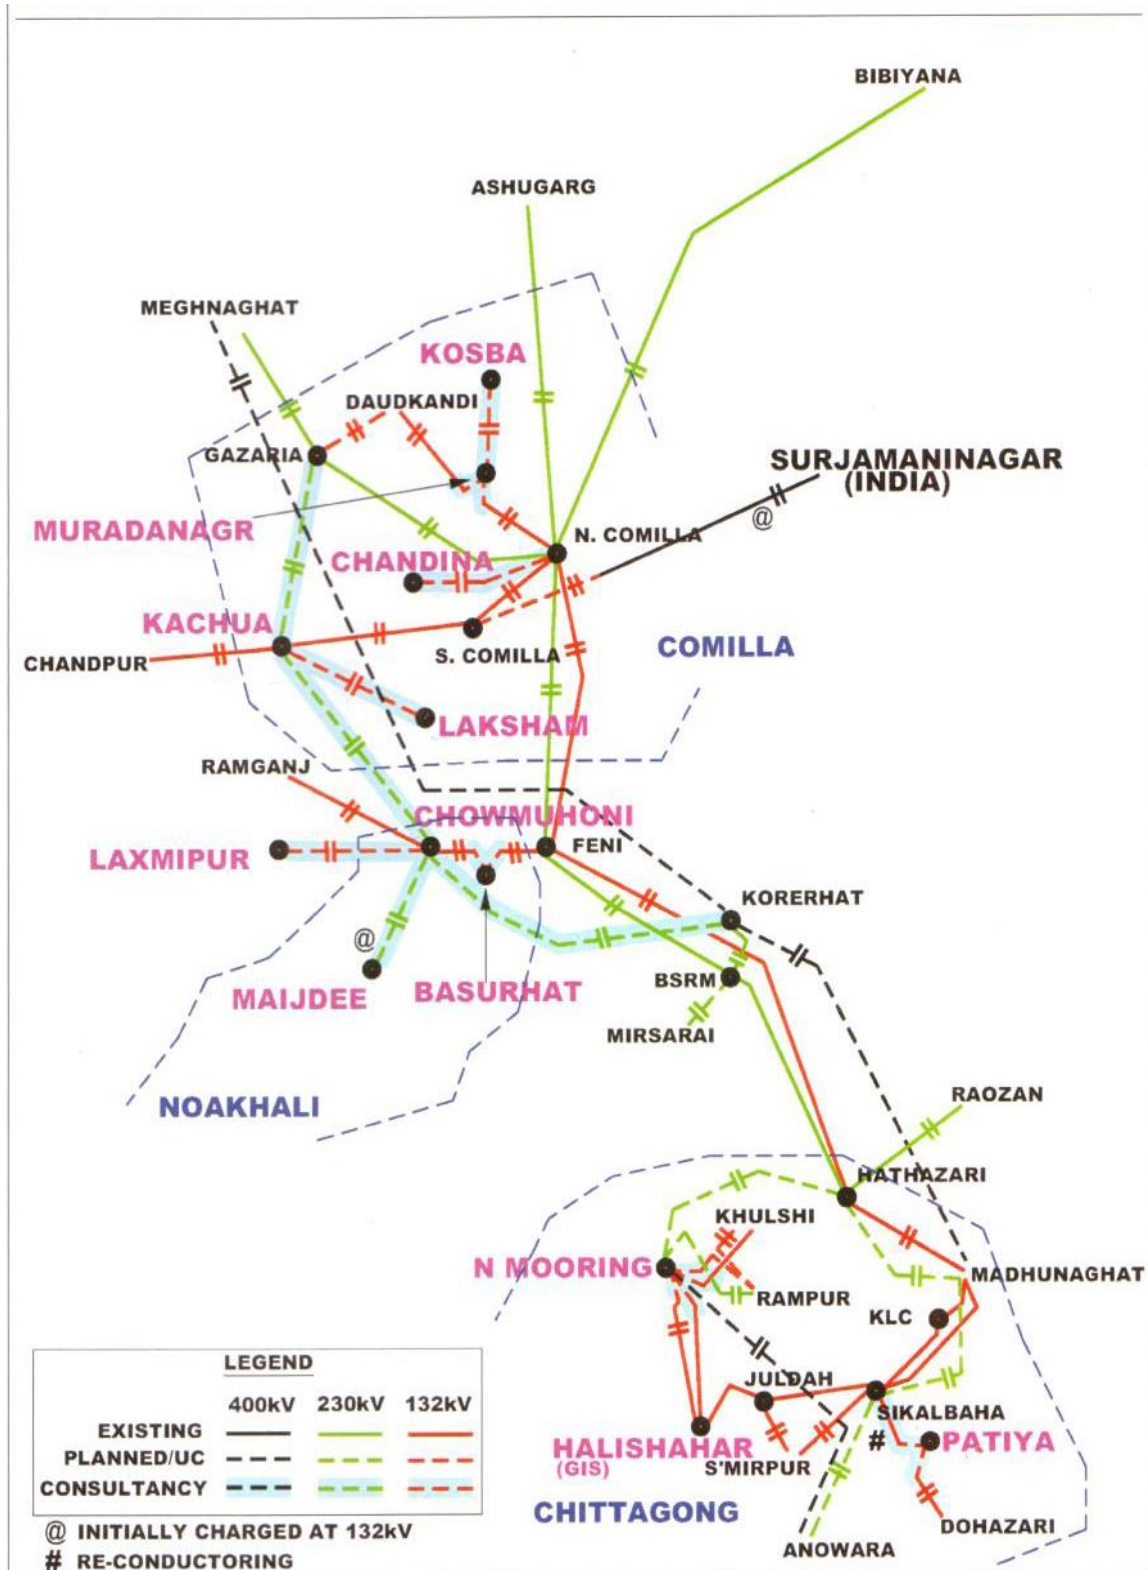 BIBIYANA
ASHUGARG
MEGHNAGHAT
KOSBA
DAUDKANDI
GAZARIA
SURJAMANINAGAR
(INDIA)
@
MURADANAGR
N. COMILLA
CHANDINA
KACHUA
CHANDPUR
S. COMILLA
COMILLA
LAKSHAM
RAMGANJ
CHOWMUHONI
LAXMIPUR
FENI
KORERHAT
@
MAIJDEE
BASURHAT
BSRM
MIRSARAI
NOAKHALI
RAOZAN
HATHAZARI
KHULSHI
N MOORING
MADHUNAGHAT
RAMPUR
KLC
JULDAH
SIKALBAHA
HALISHAHAR
(GIS)
S'MIRPUR
#
PATIYA
CHITTAGONG
DOHAZARI
ANOWARA
LEGEND
400kV 230kV 132kV
EXISTING
PLANNED/UC
CONSULTANCY
@ INITIALLY CHARGED AT 132kV
# RE-CONDUCTORING